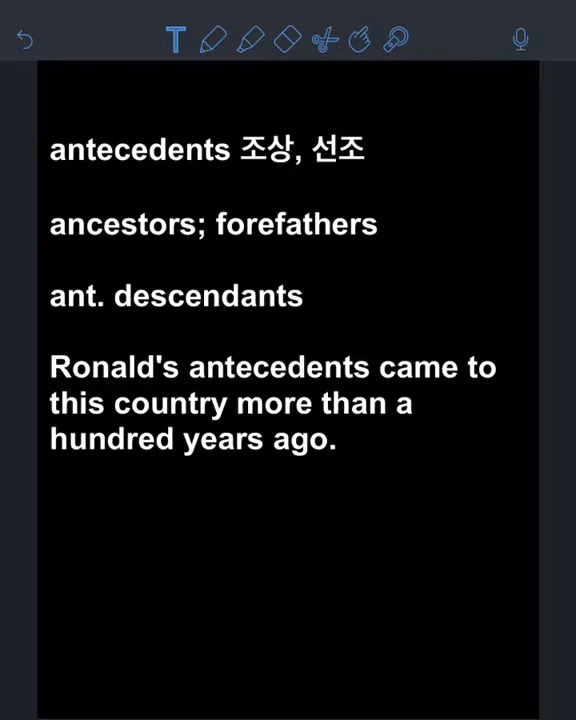 antecedents 조상, 선조
ancestors; forefathers
ant. descendants
Ronald's antecedents came to
this country more than a
hundred years ago.